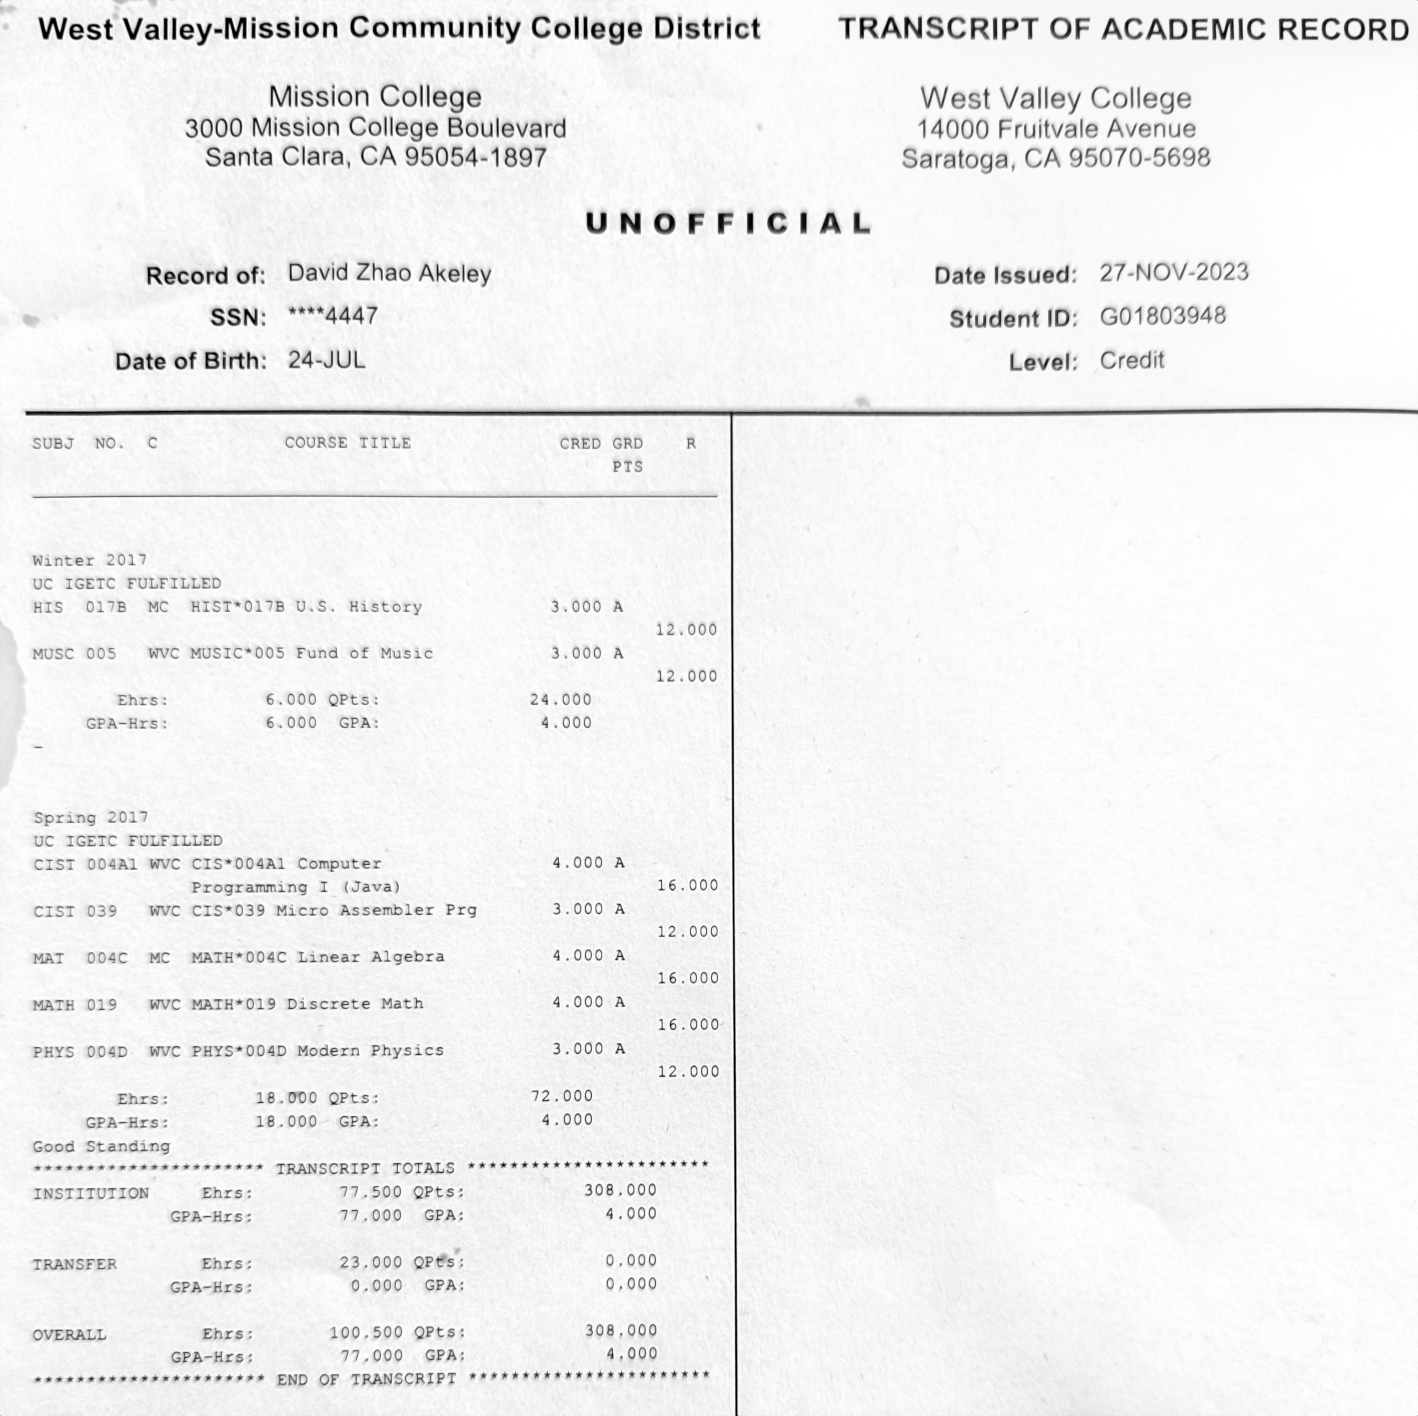 West Valley-Mission Community College District TRANSCRIPT OF ACADEMIC RECORD
Mission College
3000 Mission College Boulevard
Santa Clara, CA 95054-1897
West Valley College
14000 Fruitvale Avenue
Saratoga, CA 95070-5698
UNOFFICIAL
Record of: David Zhao Akeley
SSN: ****4447
Date of Birth: 24-JUL
Date Issued: 27-NOV-2023
Student ID: G01803948
Level: Credit
SUBJ NO. C COURSE TITLE CRED GRD R
PTS
Winter 2017
UC IGETC FULFILLED
HIS 017B MC HIST*017B U.S. History 3.000 A
12.000
MUSC 005 WVC MUSIC*005 Fund of Music 3.000 A
12.000
Ehrs: 6.000 QPts: 24.000
GPA-Hrs: 6.000 GPA: 4.000
–
Spring 2017
UC IGETC FULFILLED
CIST 004A1 WVC CIS*004A1 Computer 4.000 A
Programming I (Java) 16.000
CIST 039 WVC CIS*039 Micro Assembler Prg 3.000 A
12.000
MAT 004C MC MATH*004C Linear Algebra 4.000 A
16.000
MATH 019 WVC MATH*019 Discrete Math 4.000 A
16.000
PHYS 004D WVC PHYS*004D Modern Physics 3.000 A
12.000
Ehrs: 18.000 QPts: 72.000
GPA-Hrs: 18.000 GPA: 4.000
Good Standing
********************** TRANSCRIPT TOTALS ***********************
INSTITUTION Ehrs: 77.500 QPts: 308.000
GPA-Hrs: 77.000 GPA: 4.000
TRANSFER Ehrs: 23.000 QPts: 0.000
GPA-Hrs: 0.000 GPA: 0.000
OVERALL Ehrs: 100.500 QPts: 308.000
GPA-Hrs: 77.000 GPA: 4.000
********************** END OF TRANSCRIPT ***********************